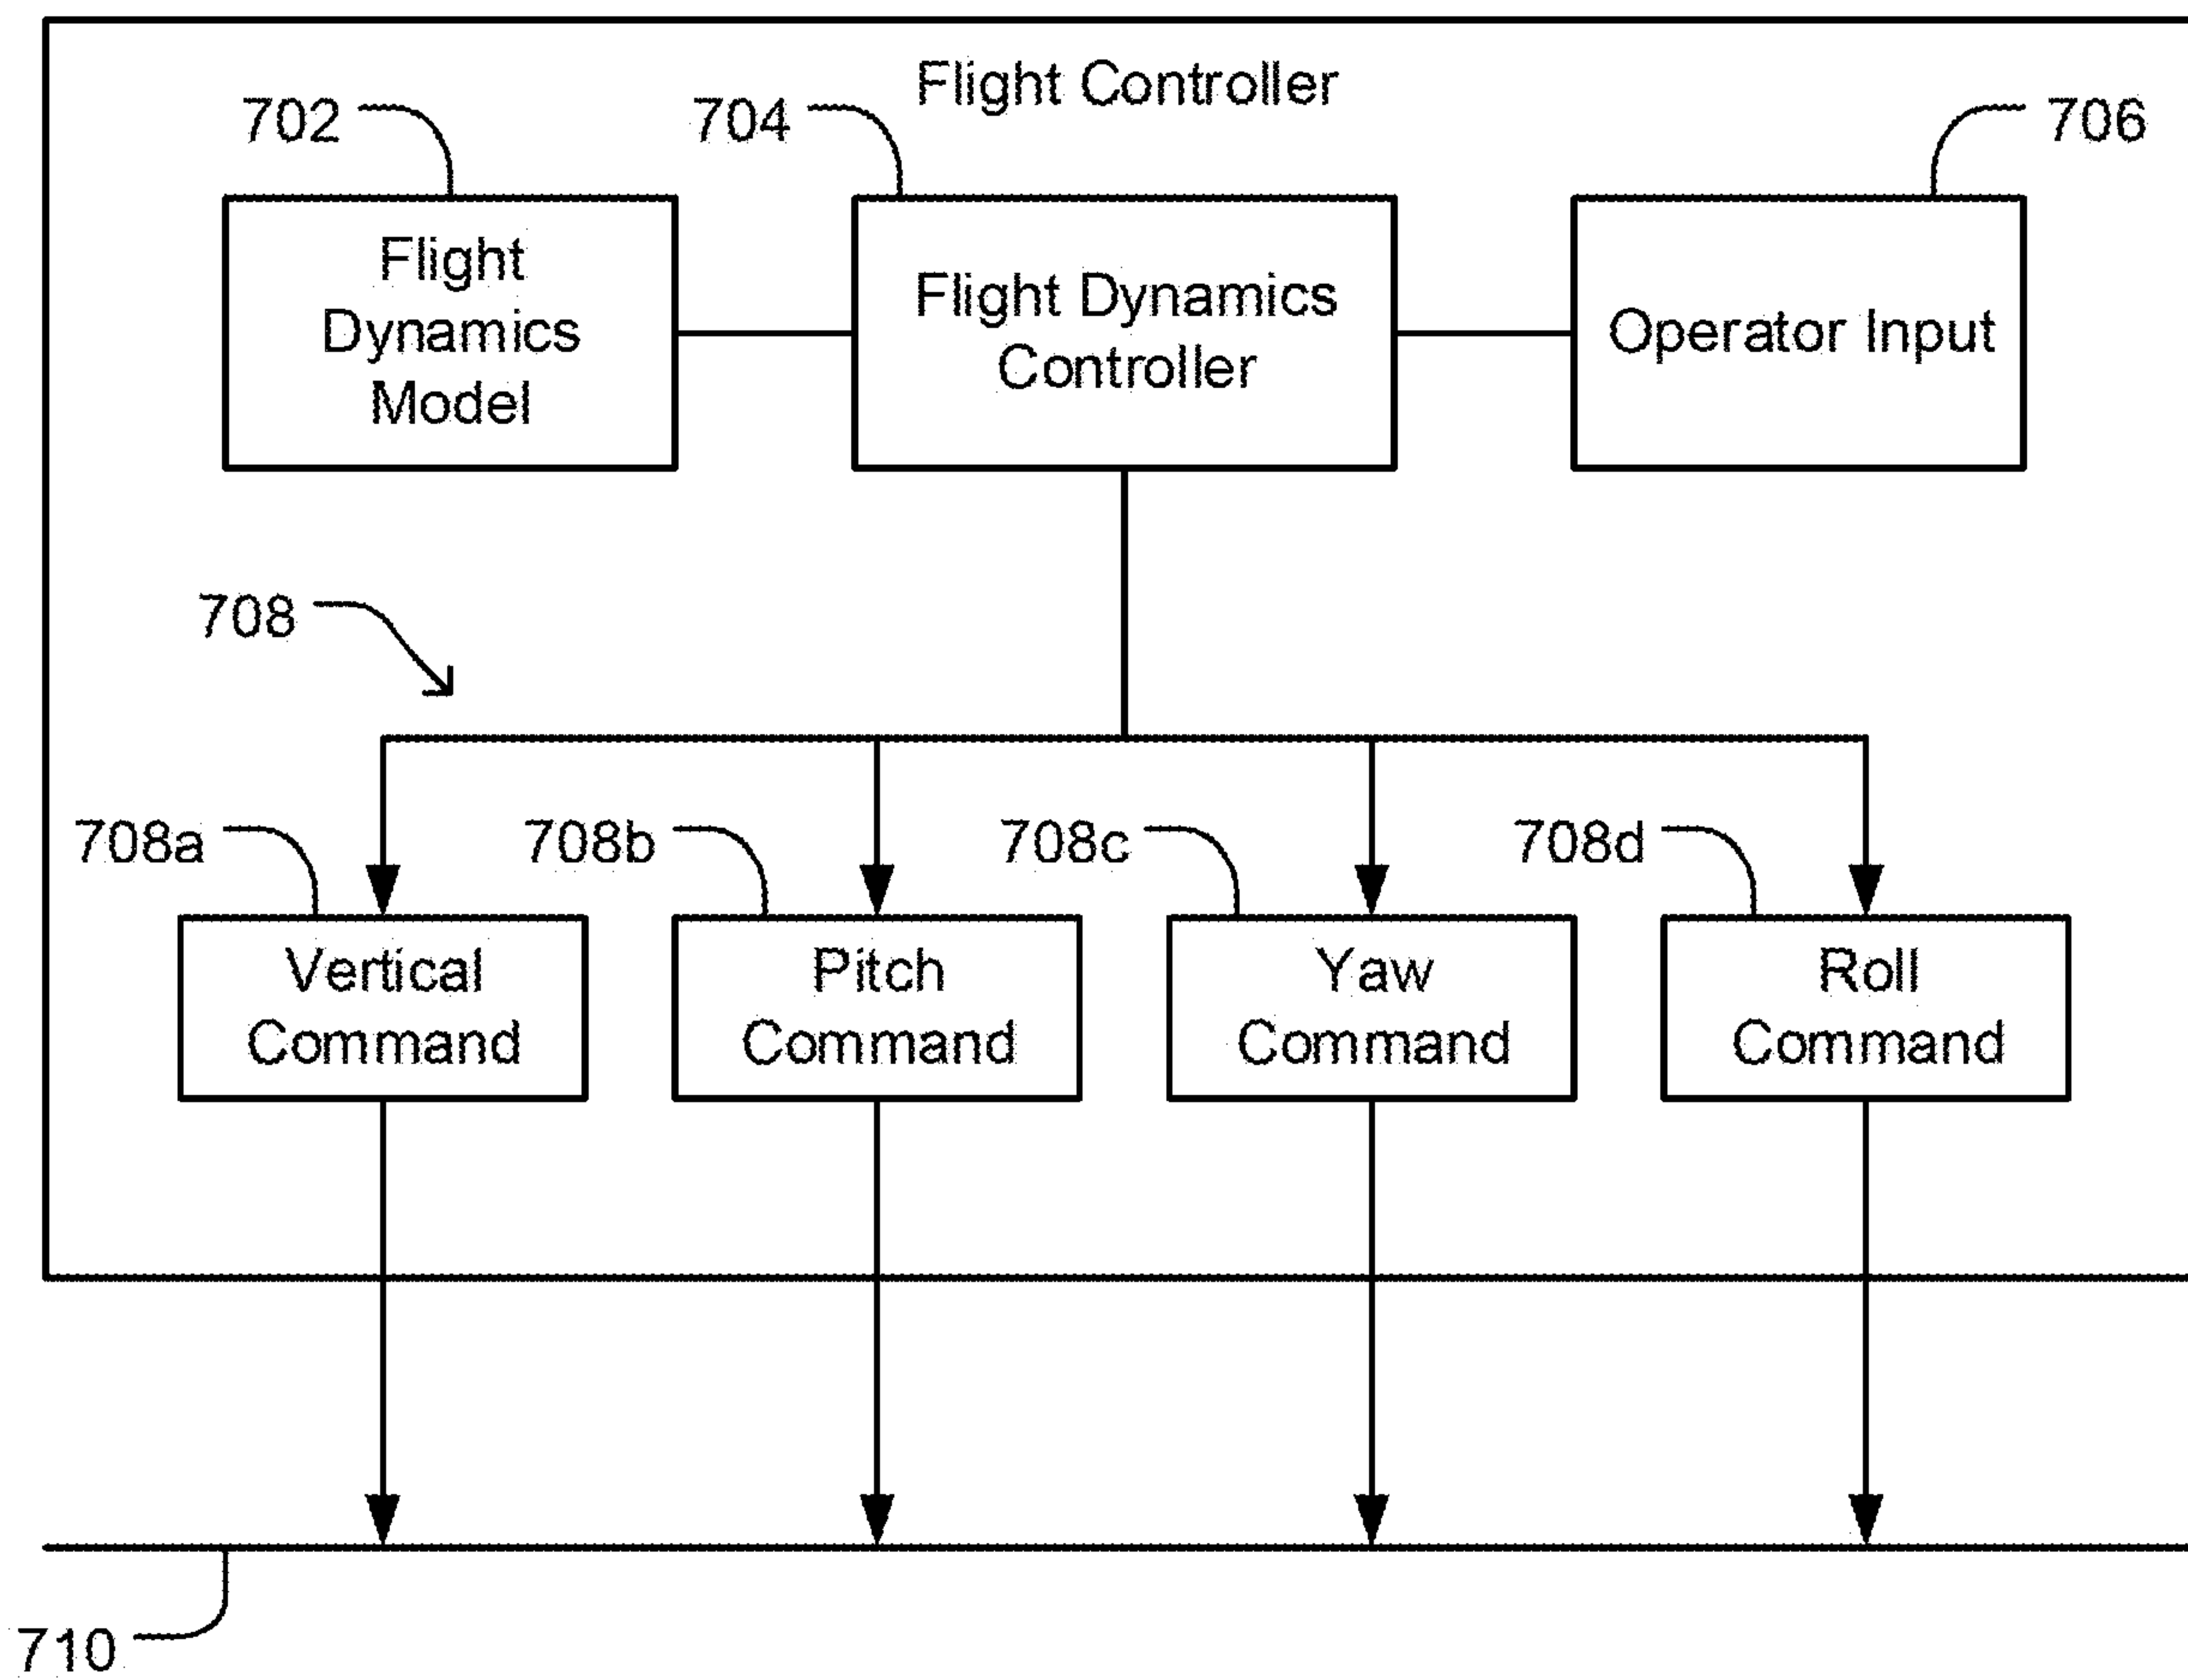 Flight Controller
702
704
706
Flight
Dynamics
Model
Flight Dynamics
Controller
Operator Input
708
708a
708b
708c
708d
Vertical
Command
Pitch
Command
Yaw
Command
Roll
Command
710